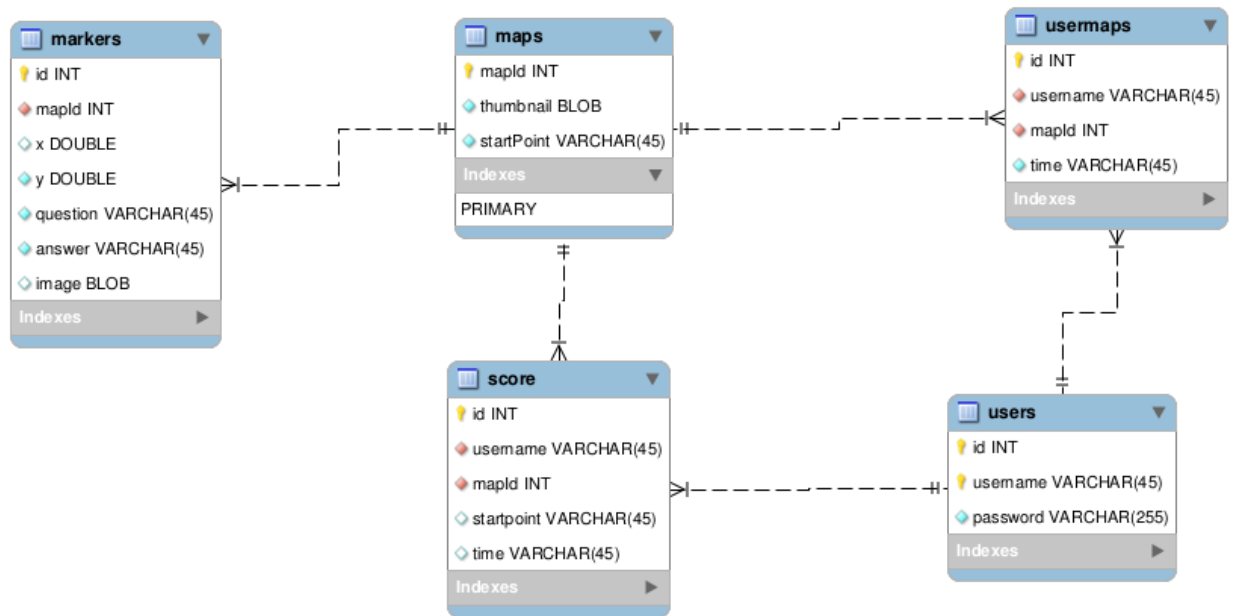 markers
id INT
mapId INT
x DOUBLE
y DOUBLE
question VARCHAR(45)
answer VARCHAR(45)
image BLOB
Indexes
maps
mapId INT
thumbnail BLOB
startPoint VARCHAR(45)
Indexes
PRIMARY
usermaps
id INT
username VARCHAR(45)
mapId INT
time VARCHAR(45)
Indexes
score
id INT
username VARCHAR(45)
mapId INT
startpoint VARCHAR(45)
time VARCHAR(45)
Indexes
users
id INT
username VARCHAR(45)
password VARCHAR(255)
Indexes